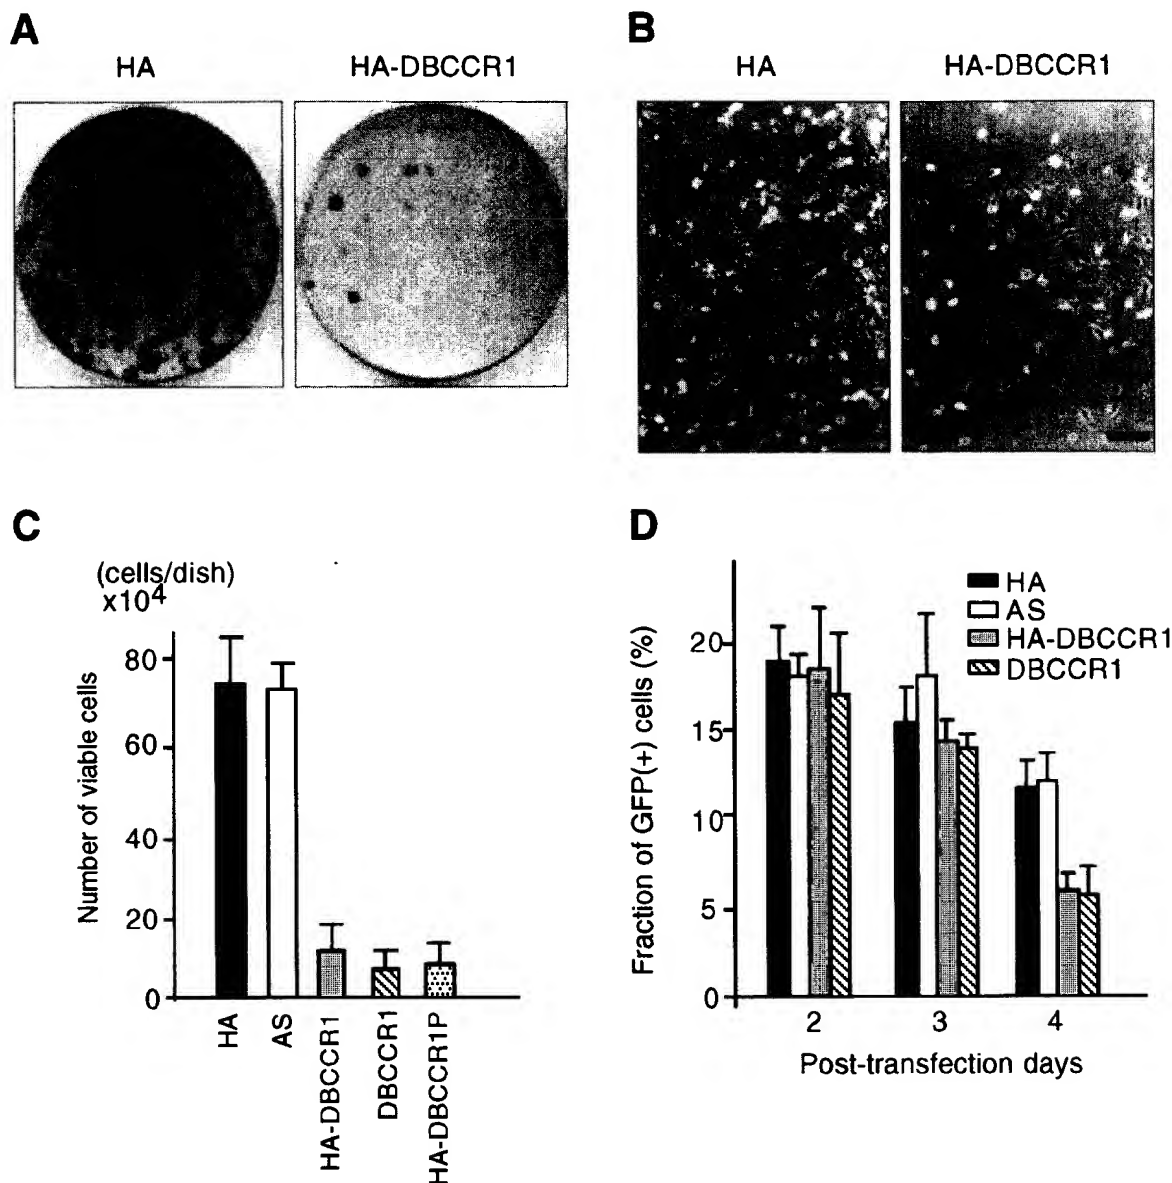 A
HA
HA-DBCCR1
B
HA
HA-DBCCR1
C
(cells/dish)
x10⁴
Number of viable cells
80
60
40
20
0
HA
AS
HA-DBCCR1
DBCCR1
HA-DBCCR1P
D
Fraction of GFP(+) cells (%)
20
15
10
5
0
HA
AS
HA-DBCCR1
DBCCR1
2
3
4
Post-transfection days